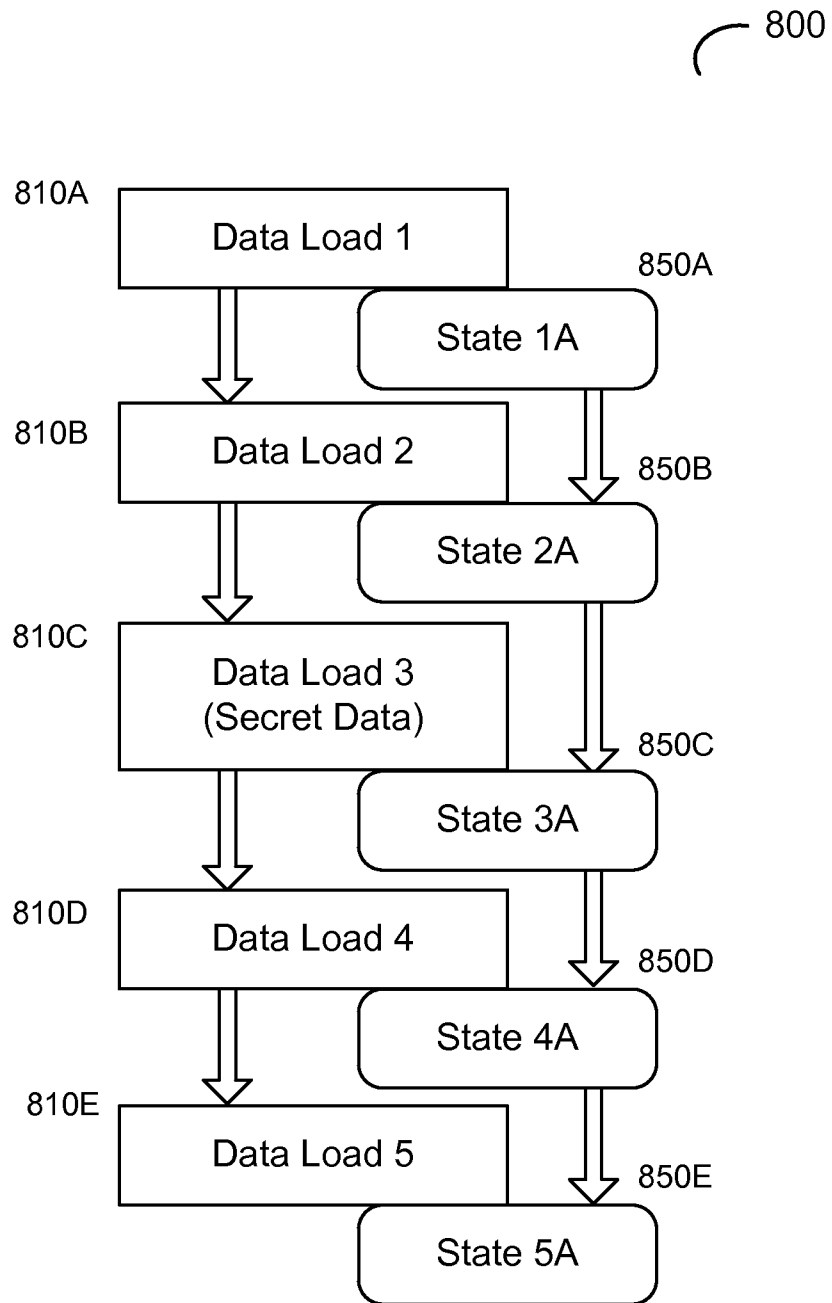 800
810A
Data Load 1
850A
State 1A
810B
Data Load 2
850B
State 2A
810C
Data Load 3
(Secret Data)
850C
State 3A
810D
Data Load 4
850D
State 4A
810E
Data Load 5
850E
State 5A